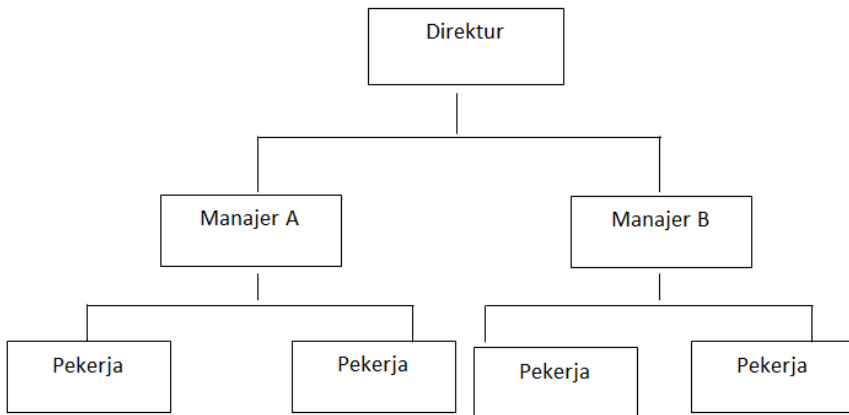 Direktur
Manajer A
Manajer B
Pekerja
Pekerja
Pekerja
Pekerja